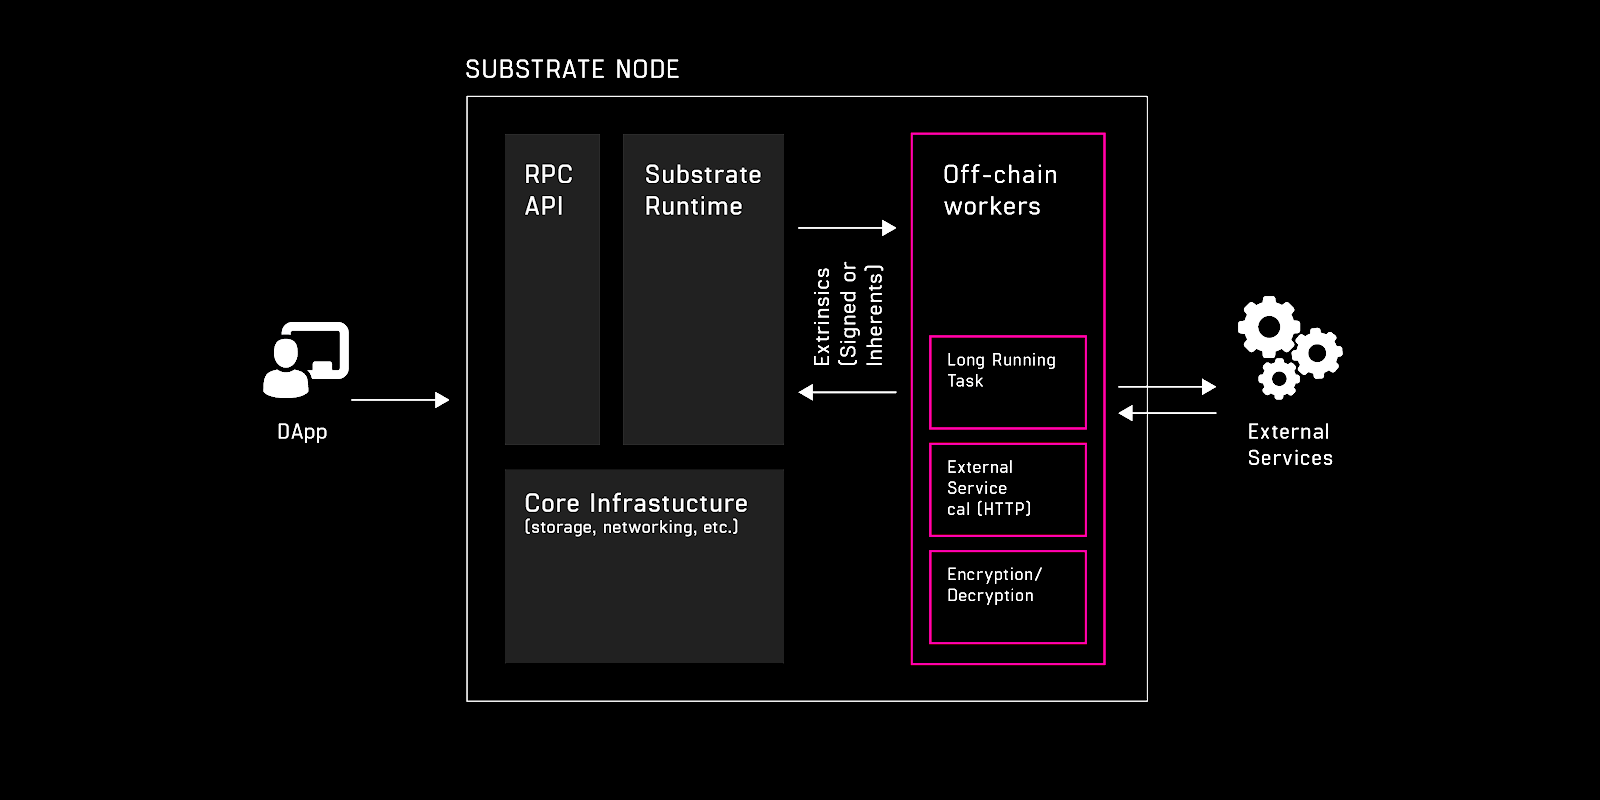 SUBSTRATE NODE
RPC
API
Substrate
Runtime
Off-chain
workers
Extrinsics
(Signed or
Inherents)
Long Running
Task
DApp
External
Services
External
Service
cal (HTTP)
Core Infrastucture
(storage, networking, etc.)
Encryption/
Decryption